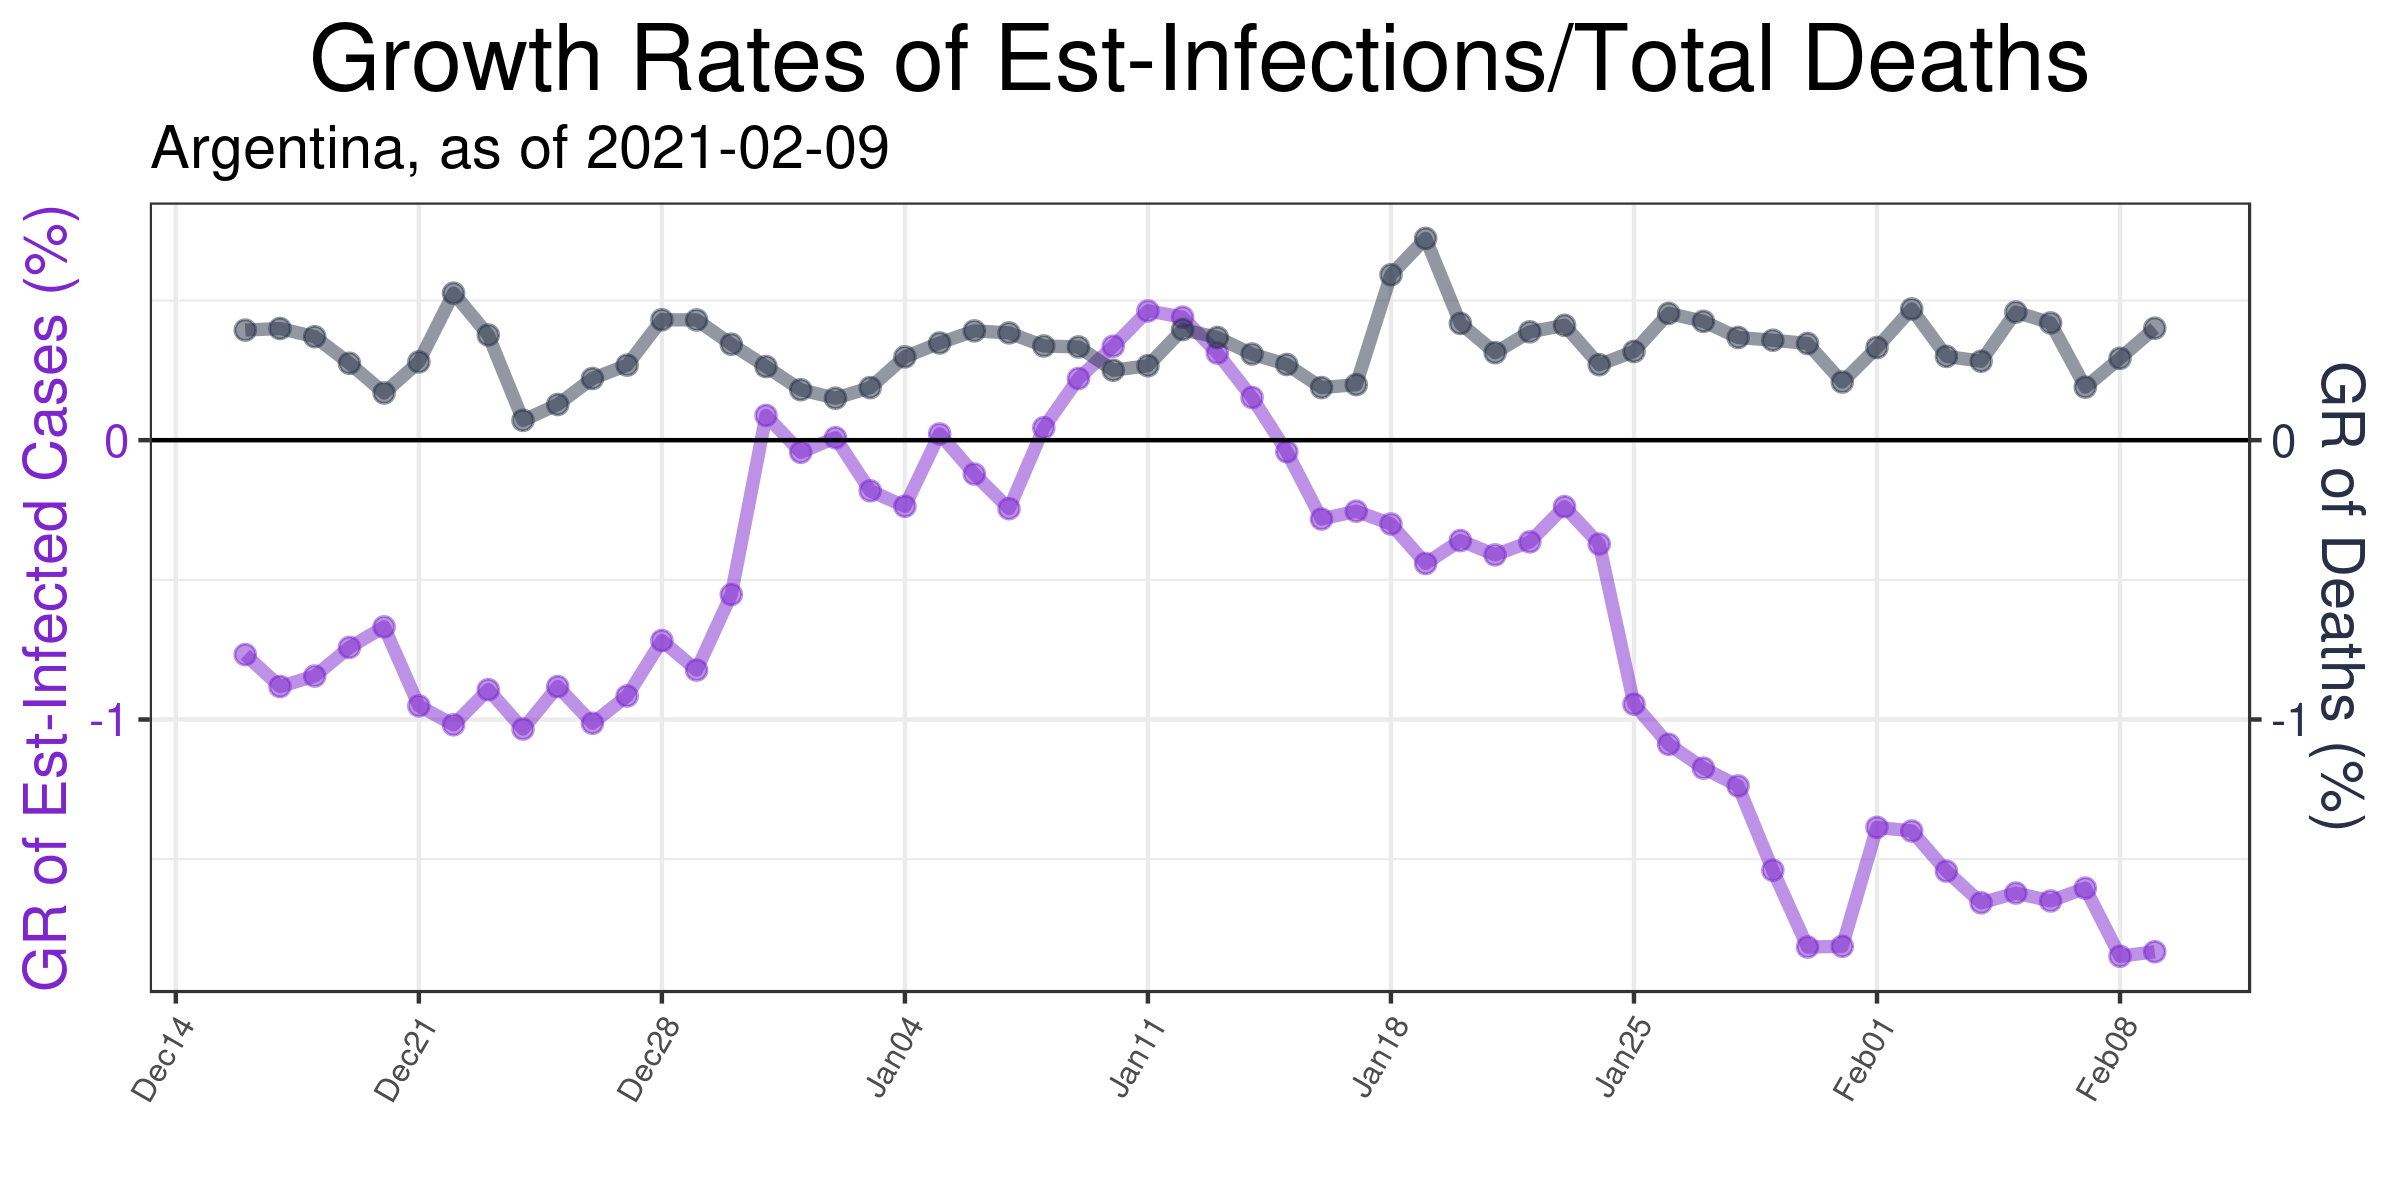 Growth Rates of Est-Infections/Total Deaths
Argentina, as of 2021-02-09
GR of Est-Infected Cases (%)
0
-1
0
-1
GR of Deaths (%)
Dec14
Dec21
Dec28
Jan04
Jan11
Jan18
Jan25
Feb01
Feb08